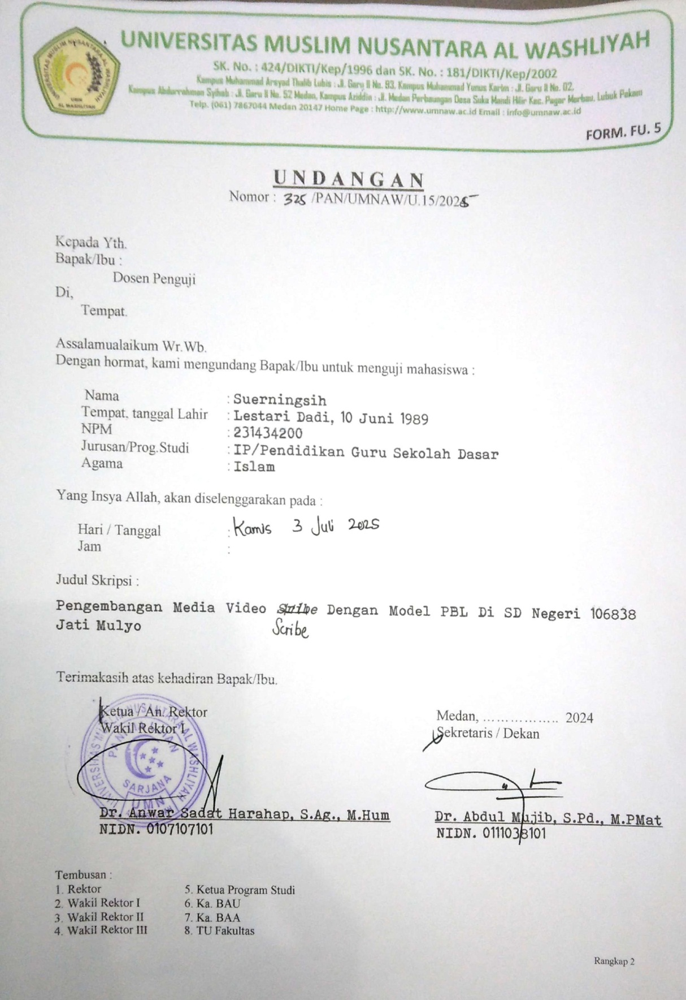 UNIVERSITAS MUSLIM NUSANTARA AL WASHLIYAH
SK. No. : 424/DIKTI/Kep/1996 dan SK. No. : 181/DIKTI/Kep/2002
Kampus Muhammad Arsyad Thalib Lubis : Jl. Garu II No. 93, Kampus Muhammad Yunus Karim : Jl. Garu II No. 02,
Kampus Abdurrahman Syihab : Jl. Garu II No. 52 Medan, Kampus Aziddin : Jl. Medan Perbaungan Desa Suka Mandi Hilir Kec. Pagar Merbau, Lubuk Pakam
Telp. (061) 7867044 Medan 20147 Home Page : http://www.umnaw.ac.id Email : info@umnaw.ac.id
UNIVERSITAS MUSLIM NUSANTARA AL WASHLIYAH
UMN
AL WASHLIYAH
FORM. FU. 5
UNDANGAN
Nomor : 325 /PAN/UMNAW/U.15/2025
Kepada Yth.
Bapak/Ibu :
Dosen Penguji
Di,
Tempat.
Assalamualaikum Wr.Wb.
Dengan hormat, kami mengundang Bapak/Ibu untuk menguji mahasiswa :
Nama : Suerningsih
Tempat, tanggal Lahir : Lestari Dadi, 10 Juni 1989
NPM : 231434200
Jurusan/Prog.Studi : IP/Pendidikan Guru Sekolah Dasar
Agama : Islam
Yang Insya Allah, akan diselenggarakan pada :
Hari / Tanggal : Kamis 3 Juli 2025
Jam :
Judul Skripsi :
Pengembangan Media Video Dengan Model PBL Di SD Negeri 106838
Jati Mulyo Scribe
Terimakasih atas kehadiran Bapak/Ibu.
Ketua / An. Rektor
Wakil Rektor I
Medan, .................. 2024
Sekretaris / Dekan
UNIVERSITAS MUSLIM NUSANTARA AL WASHLIYAH
PANITIA UJIAN
SARJANA
UMN
Dr. Anwar Sadat Harahap, S.Ag., M.Hum
NIDN. 0107107101
Dr. Abdul Mujib, S.Pd., M.PMat
NIDN. 0111038101
Tembusan :
1. Rektor
2. Wakil Rektor I
3. Wakil Rektor II
4. Wakil Rektor III
5. Ketua Program Studi
6. Ka. BAU
7. Ka. BAA
8. TU Fakultas
Rangkap 2